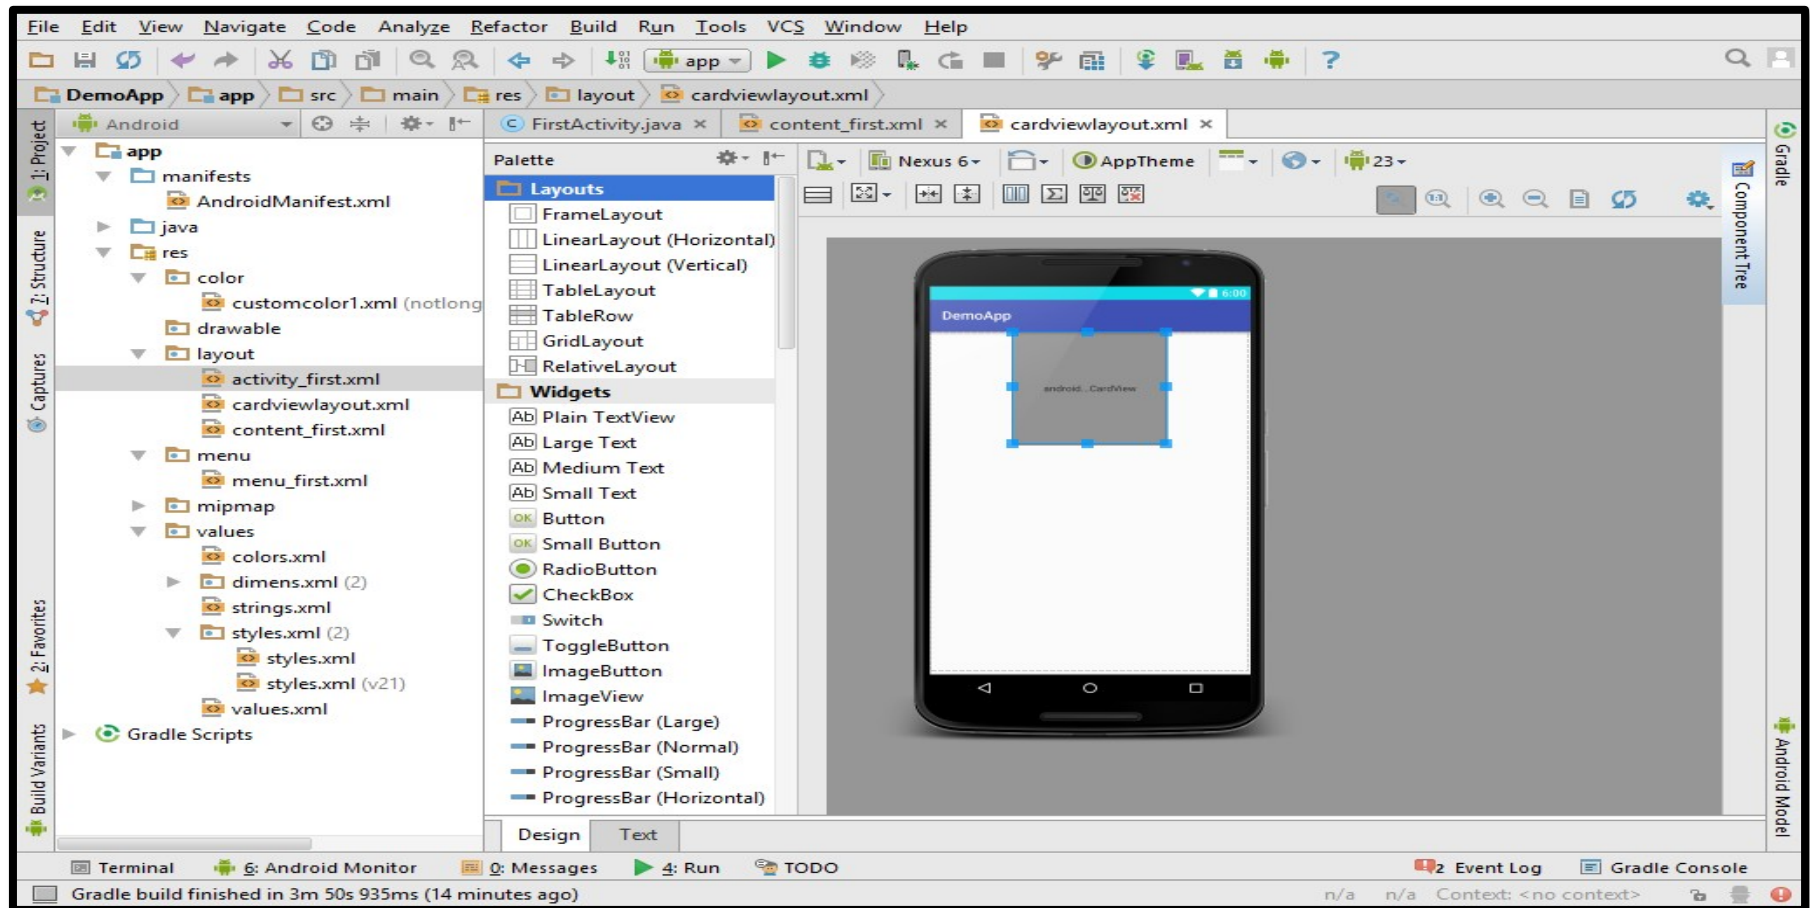 File Edit View Navigate Code Analyze Refactor Build Run Tools VCS Window Help
app
DemoApp app src main res layout cardviewlayout.xml
Android
FirstActivity.java × content_first.xml × cardviewlayout.xml ×
1: Project
7: Structure
Captures
2: Favorites
Build Variants
app
manifests
AndroidManifest.xml
java
res
color
customcolor1.xml (notlong
drawable
layout
activity_first.xml
cardviewlayout.xml
content_first.xml
menu
menu_first.xml
mipmap
values
colors.xml
dimens.xml (2)
strings.xml
styles.xml (2)
styles.xml
styles.xml (v21)
values.xml
Gradle Scripts
Palette
Layouts
FrameLayout
LinearLayout (Horizontal)
LinearLayout (Vertical)
TableLayout
TableRow
GridLayout
RelativeLayout
Widgets
Ab Plain TextView
Ab Large Text
Ab Medium Text
Ab Small Text
OK Button
OK Small Button
RadioButton
CheckBox
Switch
ToggleButton
ImageButton
ImageView
ProgressBar (Large)
ProgressBar (Normal)
ProgressBar (Small)
ProgressBar (Horizontal)
Nexus 6 AppTheme 23
6:00
DemoApp
android...CardView
Gradle
Component Tree
Android Model
Design Text
Terminal 6: Android Monitor 0: Messages 4: Run TODO 2 Event Log Gradle Console
Gradle build finished in 3m 50s 935ms (14 minutes ago) n/a n/a Context: <no context>